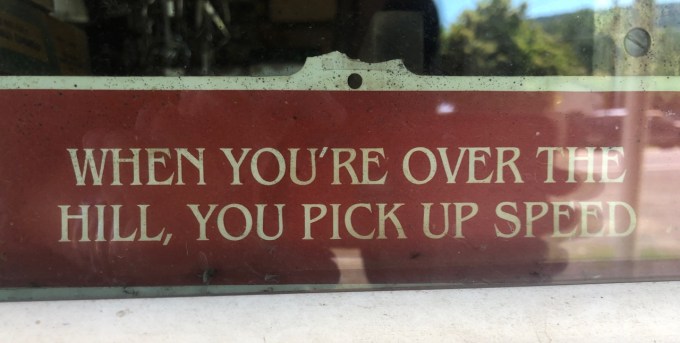 WHEN YOU'RE OVER THE
HILL, YOU PICK UP SPEED